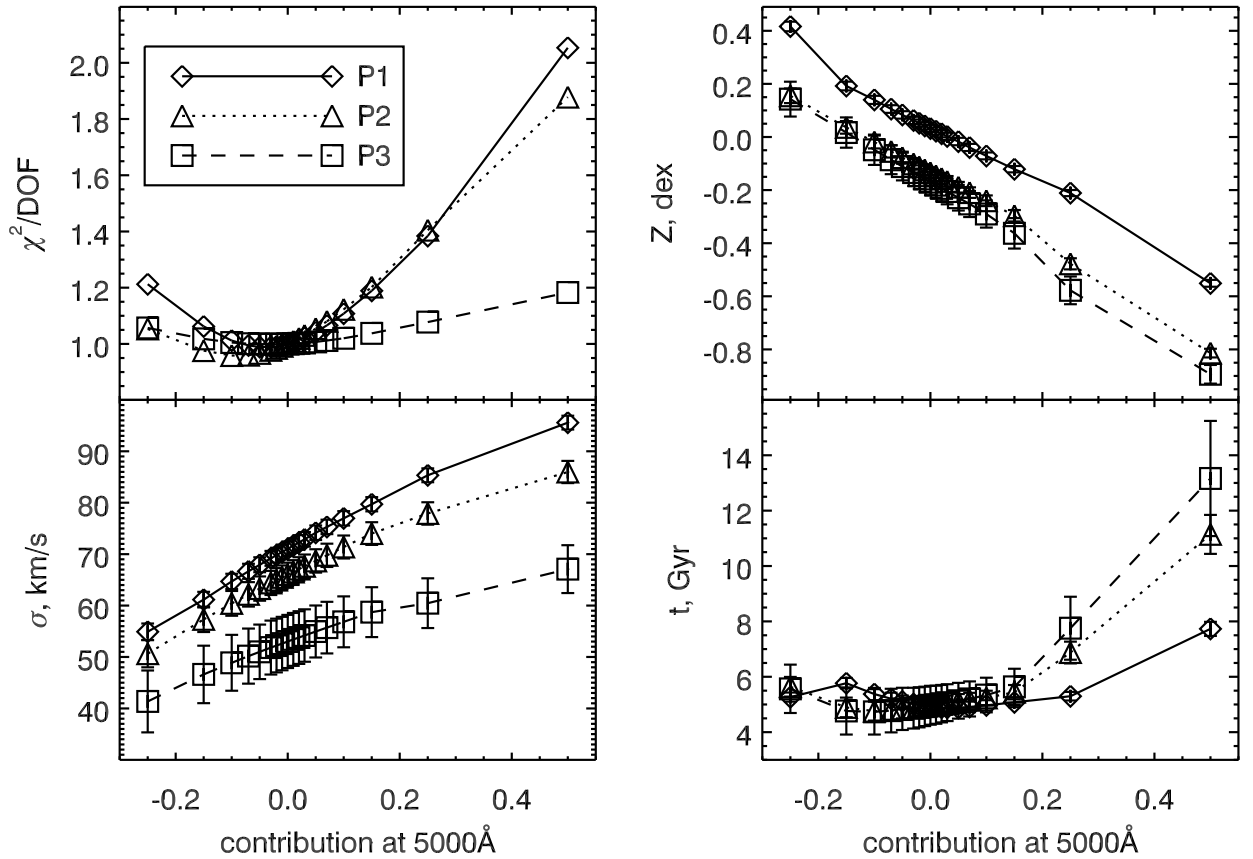 2.0
1.8
1.6
1.4
1.2
1.0
χ²/DOF
P1
P2
P3
0.4
0.2
0.0
-0.2
-0.4
-0.6
-0.8
Z, dex
90
80
70
60
50
40
σ, km/s
-0.2 0.0 0.2 0.4
contribution at 5000Å
14
12
10
8
6
4
t, Gyr
-0.2 0.0 0.2 0.4
contribution at 5000Å